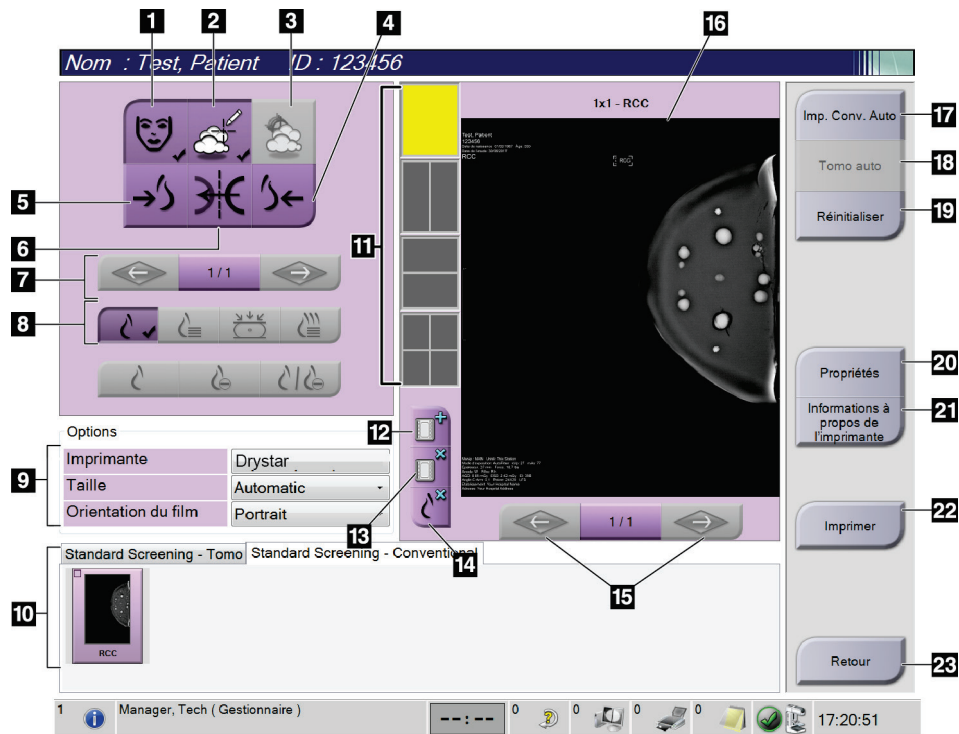 1
2
3
4
16
Nom : Test, Patient ID : 123456
1x1 - RCC
Imp. Conv. Auto
17
Tomo auto
18
Réinitialiser
19
Test, Patient
123456
RCC
RCC
5
6
11
7
1 / 1
8
Propriétés
20
Informations à
propos de
l'imprimante
21
12
Options
9
Imprimante
Drystar
Taille
Automatic
Orientation du film
Portrait
13
14
1 / 1
15
Imprimer
22
10
Standard Screening - Tomo
Standard Screening - Conventional
RCC
Retour
23
1
Manager, Tech ( Gestionnaire )
--:--
0
0
0
0
17:20:51